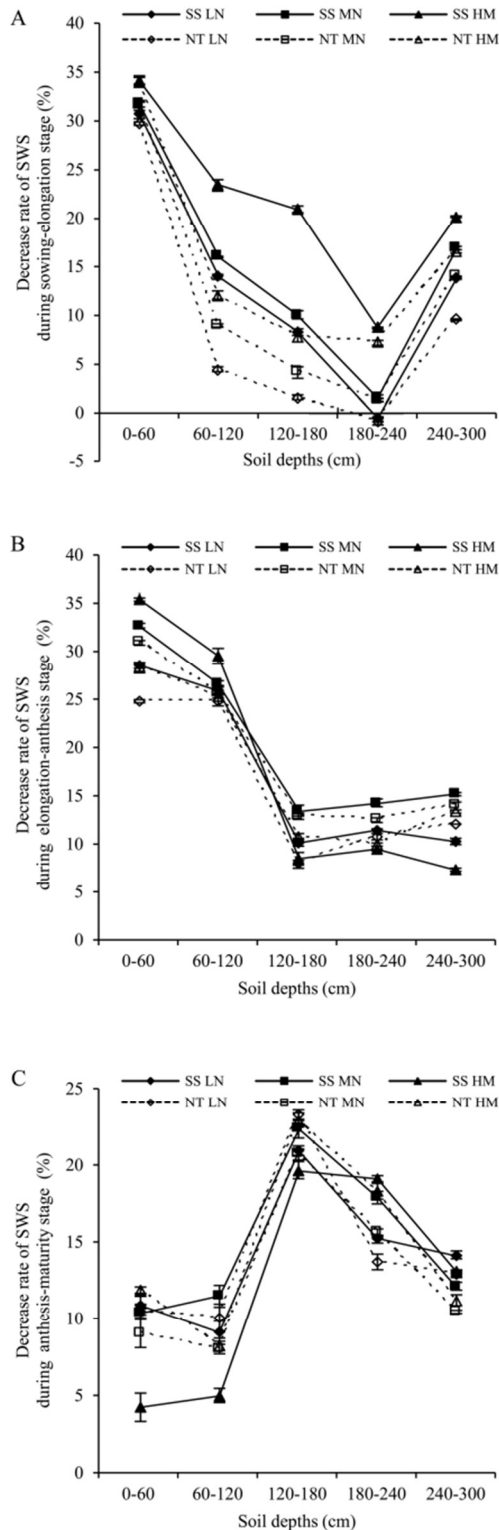 A
SS LN SS MN SS HM
NT LN NT MN NT HM
Decrease rate of SWS
during sowing-elongation stage (%)
40
35
30
25
20
15
10
5
0
-5
0-60 60-120 120-180 180-240 240-300
Soil depths (cm)
B
SS LN SS MN SS HM
NT LN NT MN NT HM
Decrease rate of SWS
during elongation-anthesis stage (%)
40
35
30
25
20
15
10
5
0
0-60 60-120 120-180 180-240 240-300
Soil depths (cm)
C
SS LN SS MN SS HM
NT LN NT MN NT HM
Decrease rate of SWS
during anthesis-maturity stage (%)
25
20
15
10
5
0
0-60 60-120 120-180 180-240 240-300
Soil depths (cm)